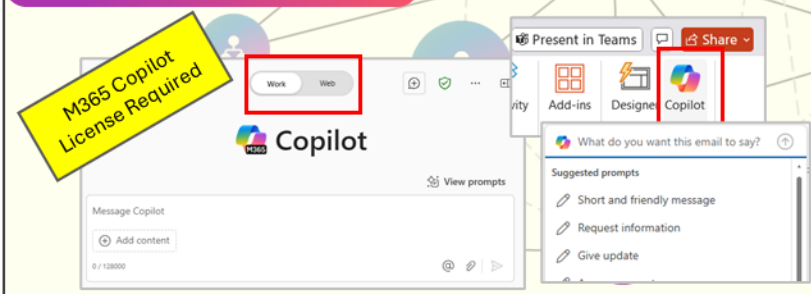 M365 Copilot
License Required
Work Web
...
M365
Copilot
View prompts
Message Copilot
Add content
0 / 128000
@
Present in Teams
Share
Add-ins Designer Copilot
What do you want this email to say?
Suggested prompts
Short and friendly message
Request information
Give update